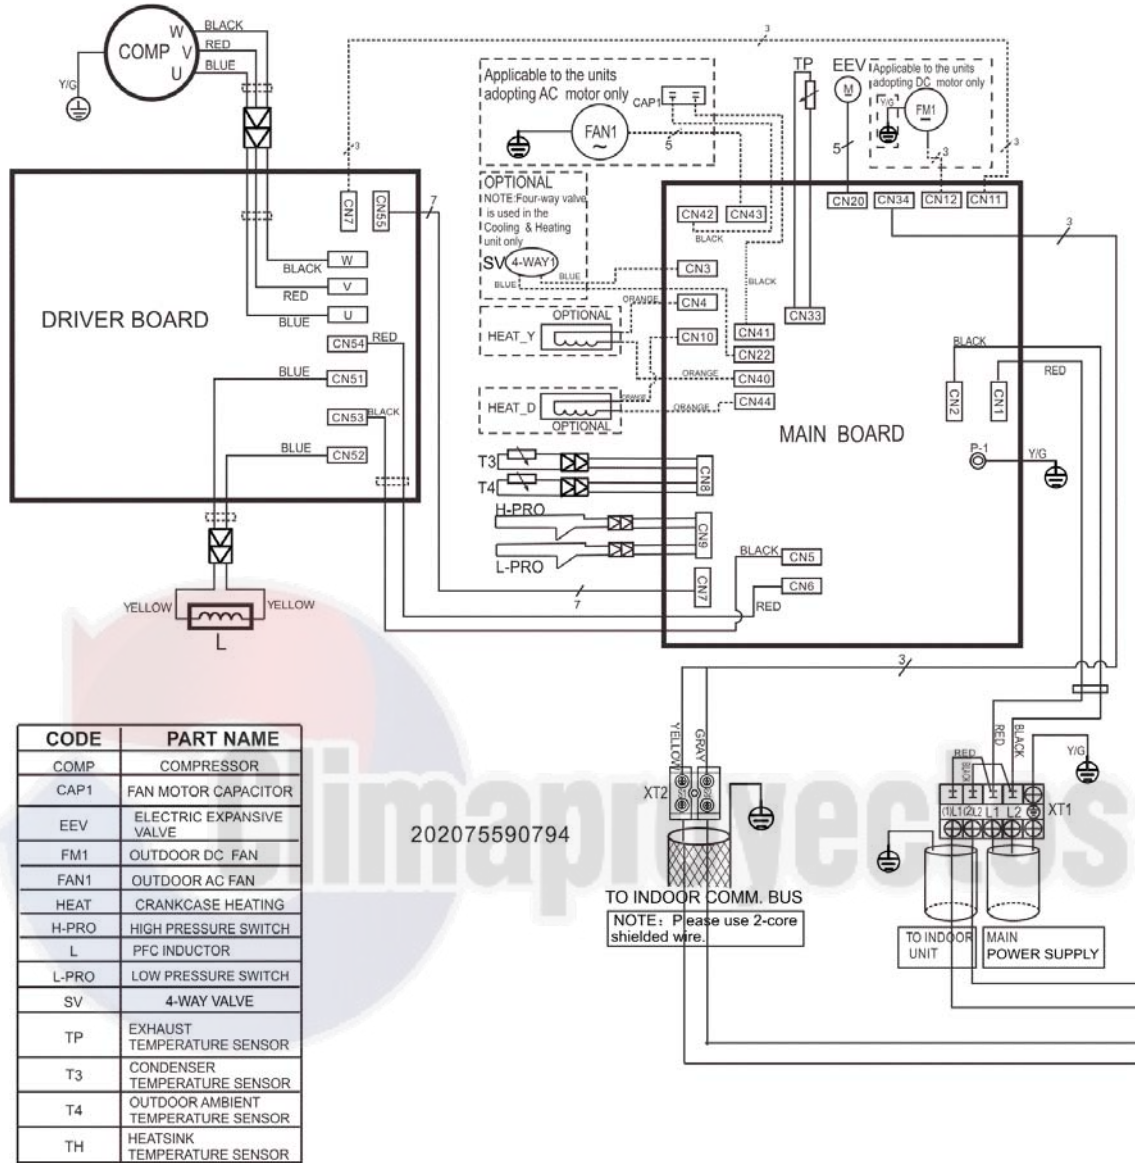 COMP
W
V
U
BLACK
RED
BLUE
Y/G
3
3
3
7
DRIVER BOARD
CN7
CN55
W
BLACK
V
RED
U
BLUE
CN54
RED
BLUE
CN51
CN53
BLACK
BLUE
CN52
YELLOW
YELLOW
L
Applicable to the units
adopting AC motor only
CAP1
FAN1
~
5
TP
EEV
M
5
Applicable to the units
adopting DC motor only
Y/G
FM1
3
OPTIONAL
NOTE:Four-way valve
is used in the
Cooling & Heating
unit only
SV
4-WAY1
BLUE
BLUE
OPTIONAL
HEAT_Y
ORANGE
HEAT_D
OPTIONAL
ORANGE
ORANGE
ORANGE
T3
T4
H-PRO
L-PRO
CN42
CN43
BLACK
CN3
CN4
CN10
BLACK
CN41
CN22
CN40
CN44
CN33
CN20
CN34
CN12
CN11
3
MAIN BOARD
BLACK
RED
CN2
CN1
P-1
Y/G
CN8
CN9
CN7
7
BLACK
CN5
CN6
RED
3
YELLOW
GRAY
XT2
202075590794
TO INDOOR COMM. BUS
NOTE: Please use 2-core
shielded wire.
RED
BLACK
RED
BLACK
Y/G
(1)L1
(2)L2
L1
L2
XT1
TO INDOOR
UNIT
MAIN
POWER SUPPLY
CODE PART NAME
COMP COMPRESSOR
CAP1 FAN MOTOR CAPACITOR
EEV ELECTRIC EXPANSIVE
VALVE
FM1 OUTDOOR DC FAN
FAN1 OUTDOOR AC FAN
HEAT CRANKCASE HEATING
H-PRO HIGH PRESSURE SWITCH
L PFC INDUCTOR
L-PRO LOW PRESSURE SWITCH
SV 4-WAY VALVE
TP EXHAUST
TEMPERATURE SENSOR
T3 CONDENSER
TEMPERATURE SENSOR
T4 OUTDOOR AMBIENT
TEMPERATURE SENSOR
TH HEATSINK
TEMPERATURE SENSOR
Climaproyectos